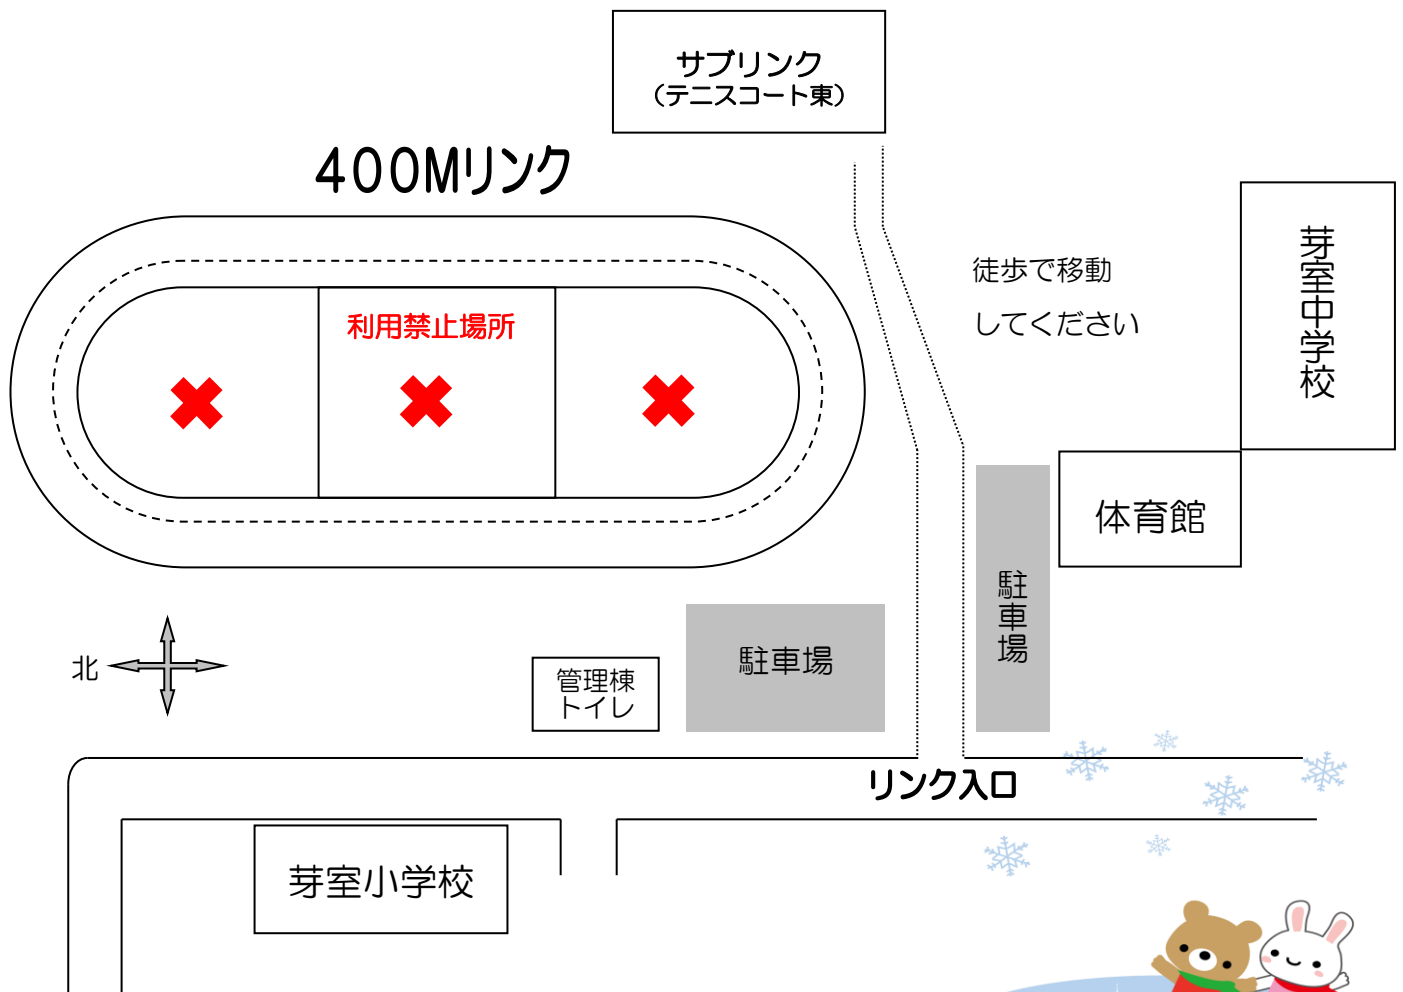 サブリンク
（テニスコート東）
４００Ｍリンク
芽室中学校
徒歩で移動
してください
利用禁止場所
体育館
駐車場
駐車場
北
管理棟
トイレ
リンク入口
芽室小学校